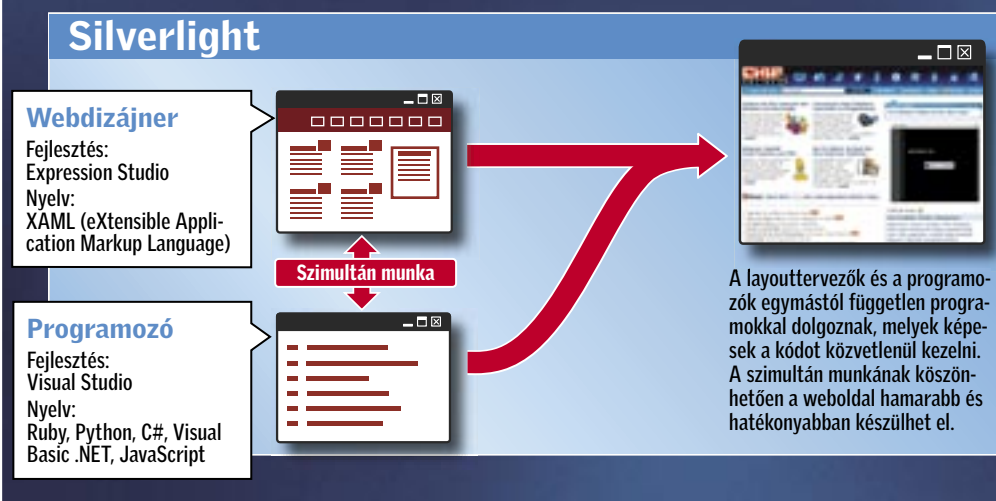 Silverlight
Webdizájner
Fejlesztés:
Expression Studio
Nyelv:
XAML (eXtensible Appli-
cation Markup Language)
Szimultán munka
Programozó
Fejlesztés:
Visual Studio
Nyelv:
Ruby, Python, C#, Visual
Basic .NET, JavaScript
CHIP
A layouttervezők és a programo-
zók egymástól független progra-
mokkal dolgoznak, melyek képe-
sek a kódot közvetlenül kezelni.
A szimultán munkának köszön-
hetően a weboldal hamarabb és
hatékonyabban készülhet el.